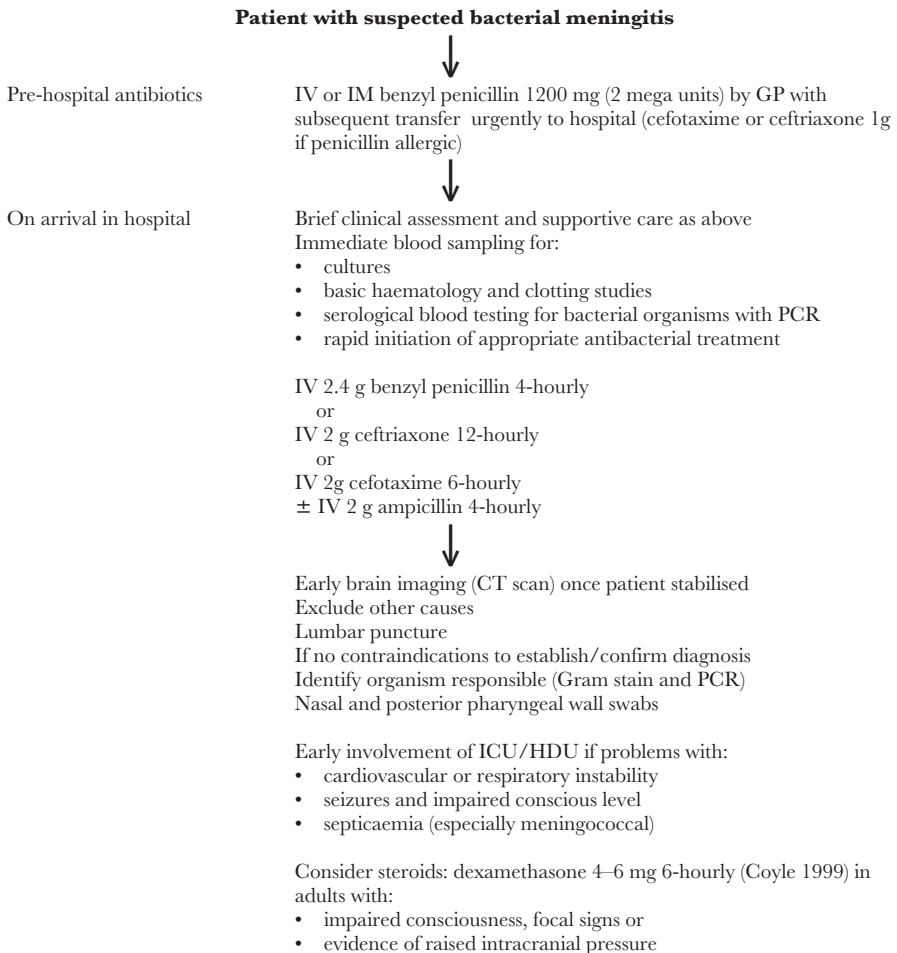 Patient with suspected bacterial meningitis
Pre-hospital antibiotics
IV or IM benzyl penicillin 1200 mg (2 mega units) by GP with
subsequent transfer urgently to hospital (cefotaxime or ceftriaxone 1g
if penicillin allergic)
On arrival in hospital
Brief clinical assessment and supportive care as above
Immediate blood sampling for:
• cultures
• basic haematology and clotting studies
• serological blood testing for bacterial organisms with PCR
• rapid initiation of appropriate antibacterial treatment
IV 2.4 g benzyl penicillin 4-hourly
or
IV 2 g ceftriaxone 12-hourly
or
IV 2g cefotaxime 6-hourly
± IV 2 g ampicillin 4-hourly
Early brain imaging (CT scan) once patient stabilised
Exclude other causes
Lumbar puncture
If no contraindications to establish/confirm diagnosis
Identify organism responsible (Gram stain and PCR)
Nasal and posterior pharyngeal wall swabs
Early involvement of ICU/HDU if problems with:
• cardiovascular or respiratory instability
• seizures and impaired conscious level
• septicaemia (especially meningococcal)
Consider steroids: dexamethasone 4–6 mg 6-hourly (Coyle 1999) in
adults with:
• impaired consciousness, focal signs or
• evidence of raised intracranial pressure